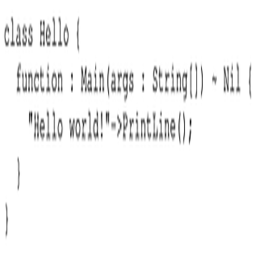 class Hello {
  function : Main(args : String[]) ~ Nil {
    "Hello world!"->PrintLine();
  }
}